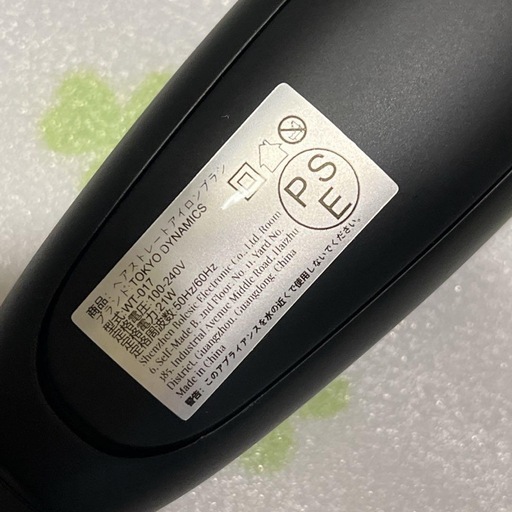 商品:ヘアストレートアイロンブラシ
ブランド:TOKYO DYNAMICS
型式:WT-017
定格電圧:100-240V
定格電力:21W
定格周波数:50Hz/60Hz
Shenzhen Bolesie Electronic Co., Ltd. Room
6, Self-Made B 2nd Floor, No. 1, Yard No.
38s, Industrial Avenue Middle Road, Haizhu
District, Guangzhou, Guangdong, China
Made in China
警告: このアプライアンスを水の近くで使用しないでください。
PSE